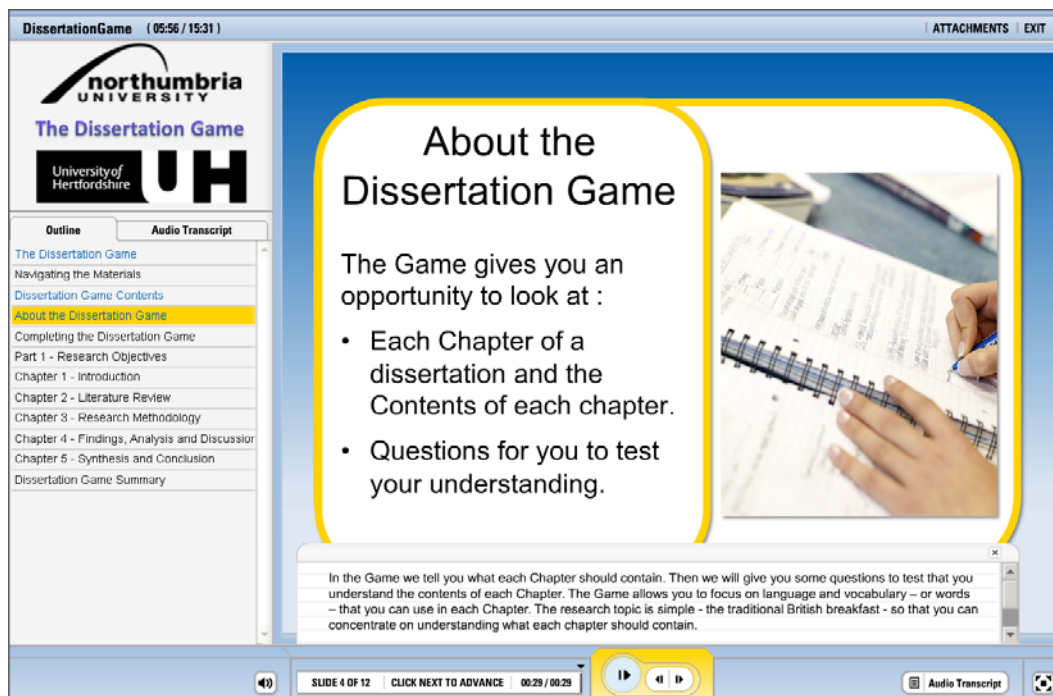 DissertationGame ( 05:56 / 15:31 )
ATTACHMENTS EXIT
northumbria
UNIVERSITY
The Dissertation Game
University of
Hertfordshire
UH
Outline Audio Transcript
The Dissertation Game
Navigating the Materials
Dissertation Game Contents
About the Dissertation Game
Completing the Dissertation Game
Part 1 - Research Objectives
Chapter 1 - Introduction
Chapter 2 - Literature Review
Chapter 3 - Research Methodology
Chapter 4 - Findings, Analysis and Discussior
Chapter 5 - Synthesis and Conclusion
Dissertation Game Summary
About the
Dissertation Game
The Game gives you an
opportunity to look at :
• Each Chapter of a
dissertation and the
Contents of each chapter.
• Questions for you to test
your understanding.
In the Game we tell you what each Chapter should contain. Then we will give you some questions to test that you
understand the contents of each Chapter. The Game allows you to focus on language and vocabulary – or words
– that you can use in each Chapter. The research topic is simple - the traditional British breakfast - so that you can
concentrate on understanding what each chapter should contain.
SLIDE 4 OF 12 CLICK NEXT TO ADVANCE 00:29 / 00:29
Audio Transcript